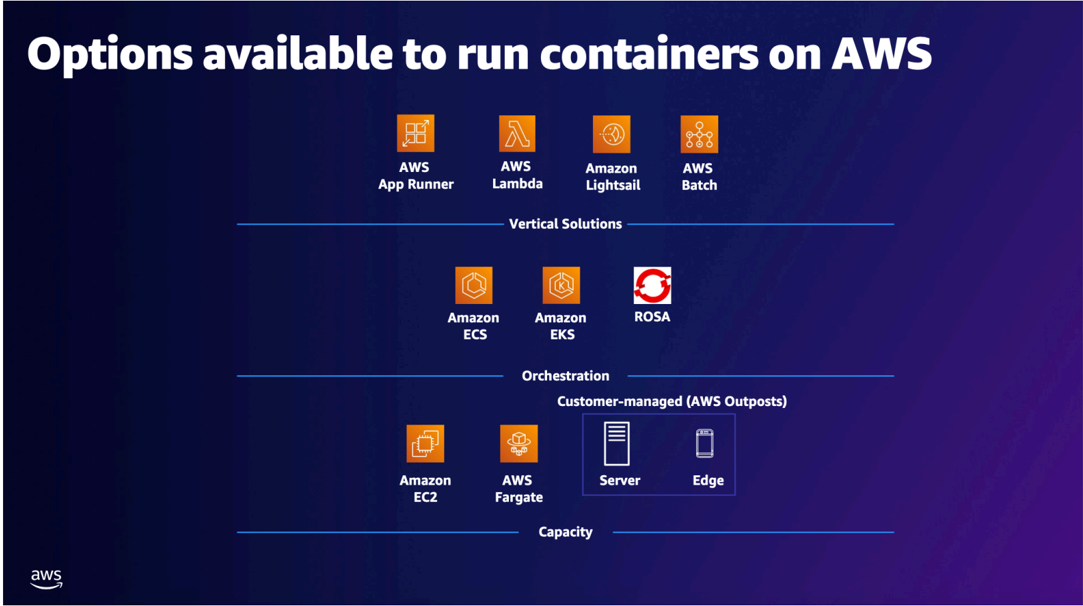 Options available to run containers on AWS
AWS
App Runner
AWS
Lambda
Amazon
Lightsail
AWS
Batch
Vertical Solutions
Amazon
ECS
K
Amazon
EKS
ROSA
Orchestration
Customer-managed (AWS Outposts)
Amazon
EC2
AWS
Fargate
Server
Edge
Capacity
aws